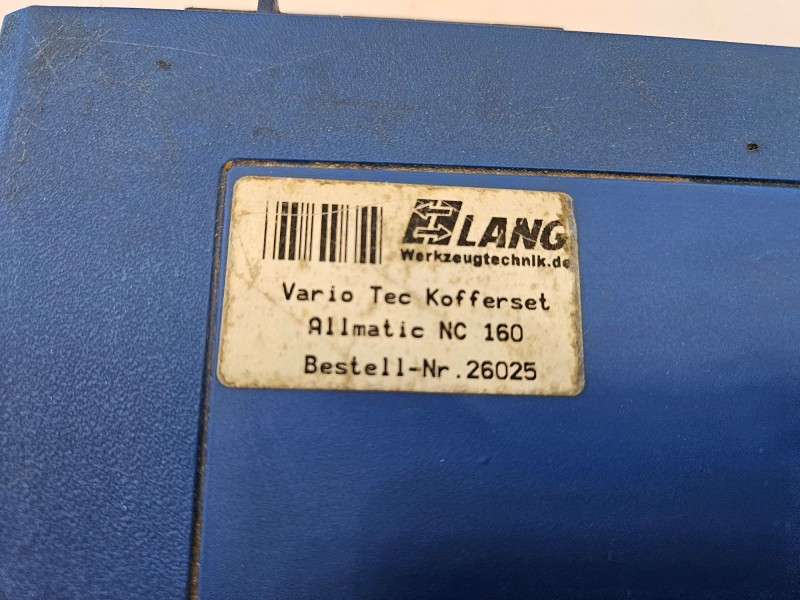 LANG
Werkzeugtechnik.de
Vario Tec Kofferset
Allmatic NC 160
Bestell-Nr.26025